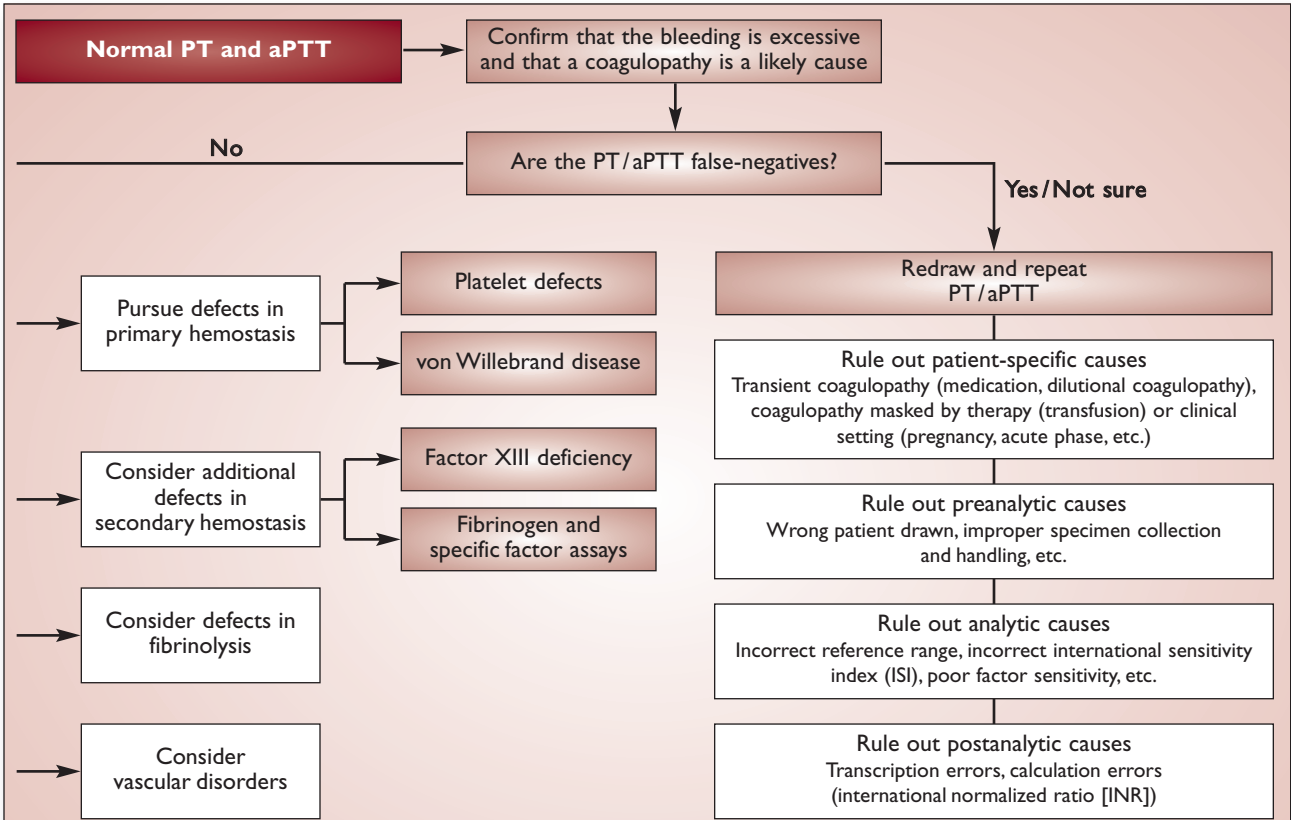 Normal PT and aPTT
Confirm that the bleeding is excessive
and that a coagulopathy is a likely cause
No
Are the PT/aPTT false-negatives?
Yes/Not sure
Pursue defects in
primary hemostasis
Platelet defects
von Willebrand disease
Consider additional
defects in
secondary hemostasis
Factor XIII deficiency
Fibrinogen and
specific factor assays
Consider defects in
fibrinolysis
Consider
vascular disorders
Redraw and repeat
PT/aPTT
Rule out patient-specific causes
Transient coagulopathy (medication, dilutional coagulopathy),
coagulopathy masked by therapy (transfusion) or clinical
setting (pregnancy, acute phase, etc.)
Rule out preanalytic causes
Wrong patient drawn, improper specimen collection
and handling, etc.
Rule out analytic causes
Incorrect reference range, incorrect international sensitivity
index (ISI), poor factor sensitivity, etc.
Rule out postanalytic causes
Transcription errors, calculation errors
(international normalized ratio [INR])